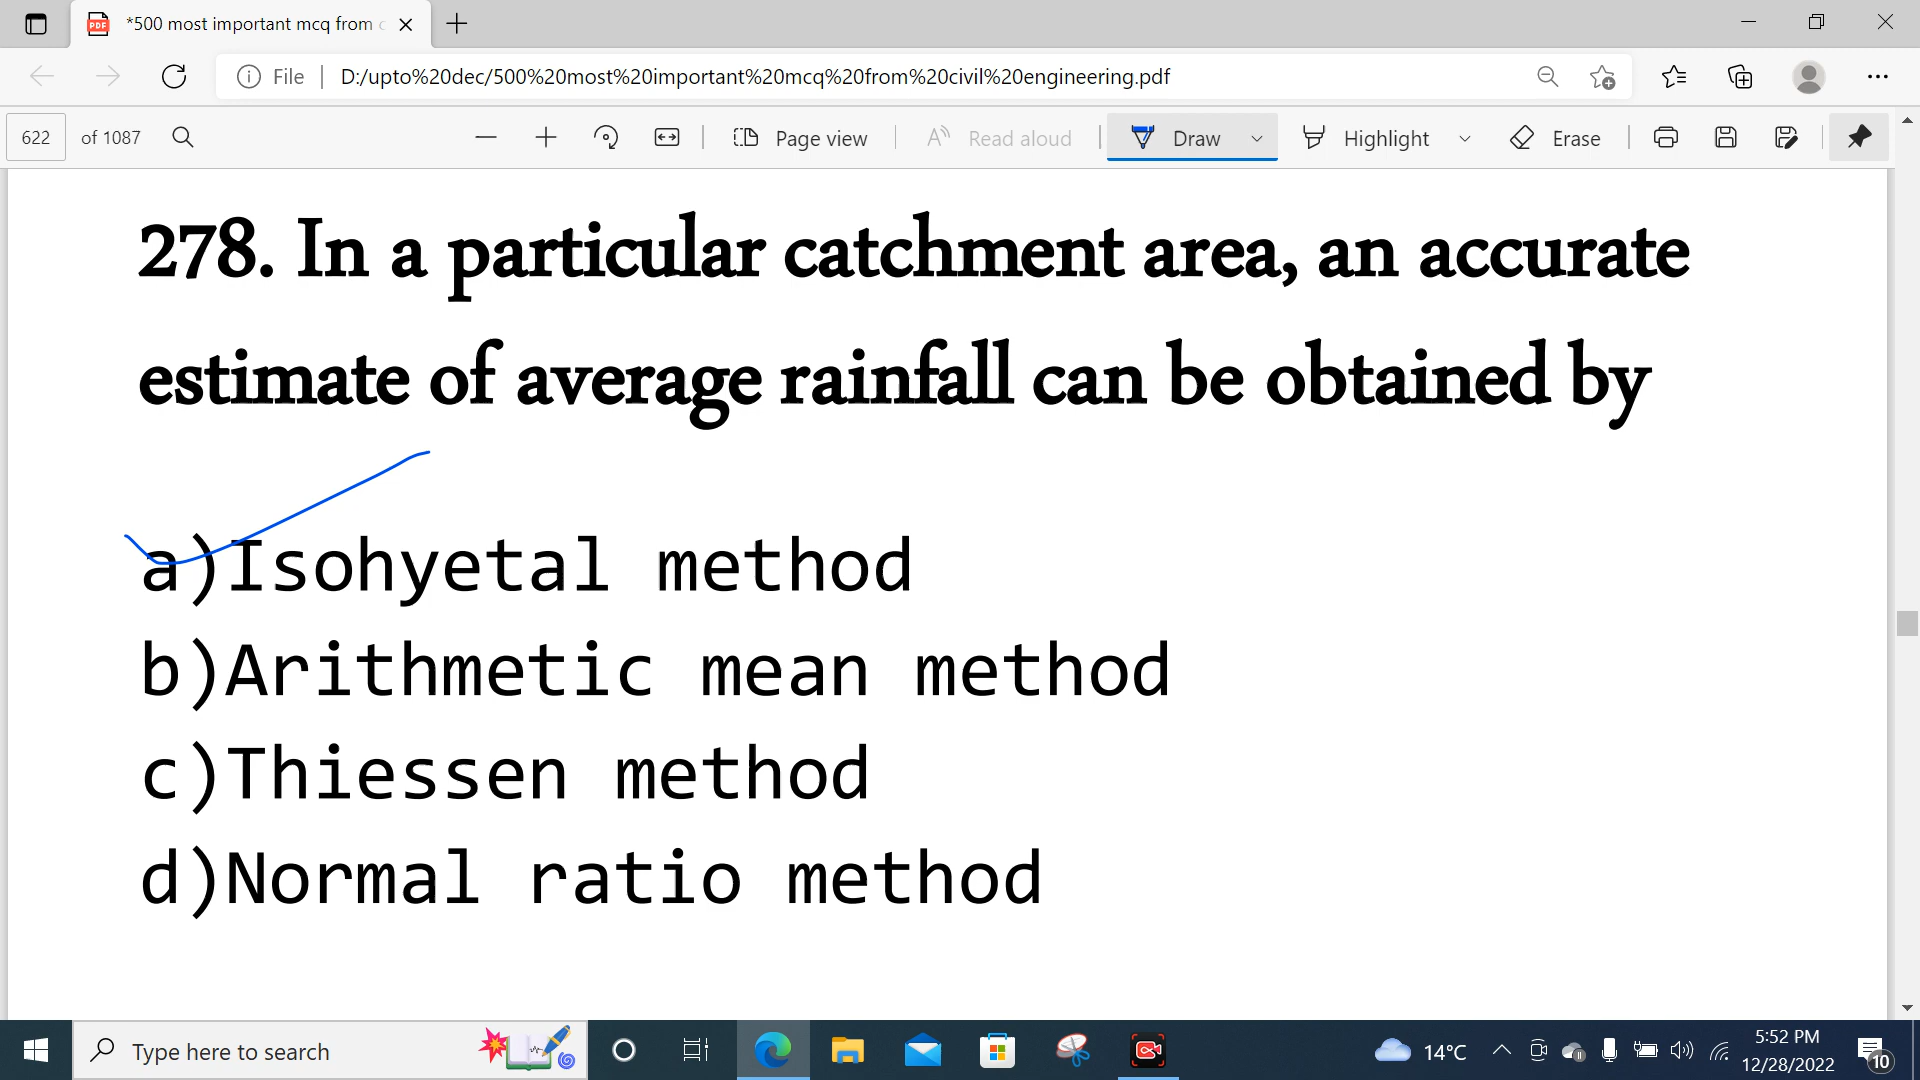 *500 most important mcq from c
File
D:/upto%20dec/500%20most%20important%20mcq%20from%20civil%20engineering.pdf
622 of 1087
Page view
Read aloud
Draw
Highlight
Erase
278. In a particular catchment area, an accurate
estimate of average rainfall can be obtained by
a)Isohyetal method
b)Arithmetic mean method
c)Thiessen method
d)Normal ratio method
Type here to search
14°C
5:52 PM
12/28/2022
10